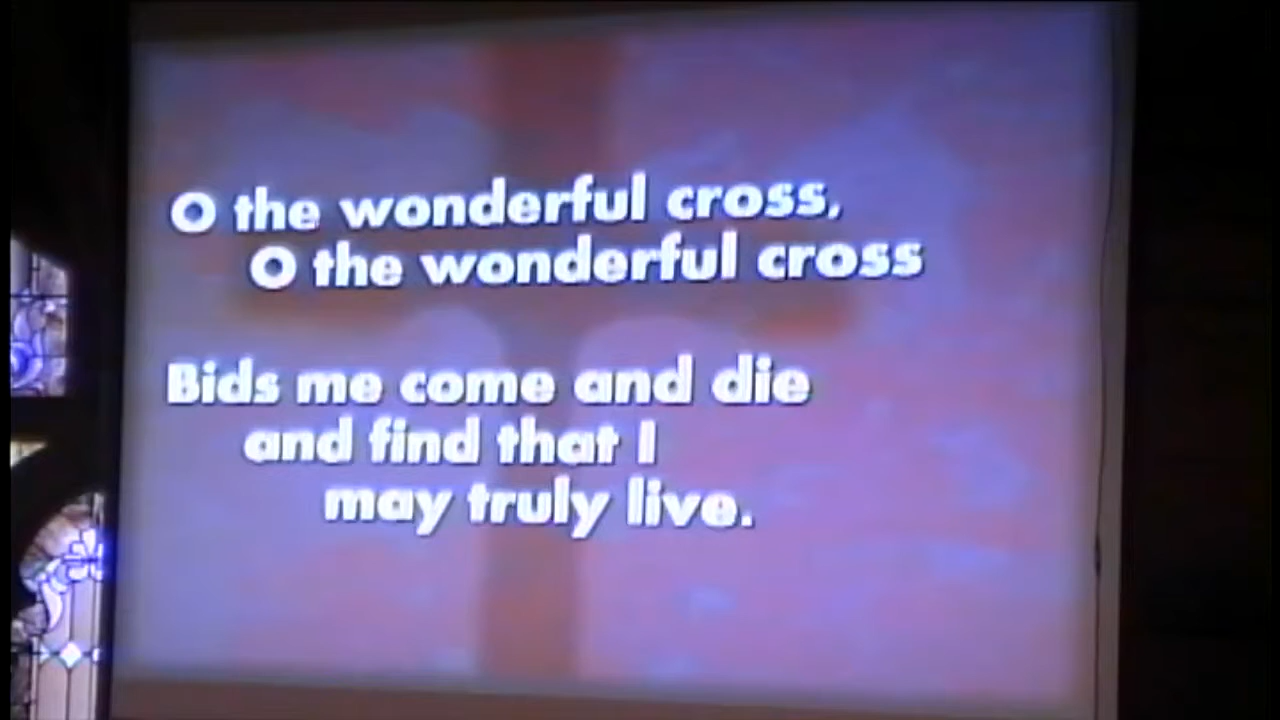 O the wonderful cross,
O the wonderful cross
Bids me come and die
and find that I
may truly live.